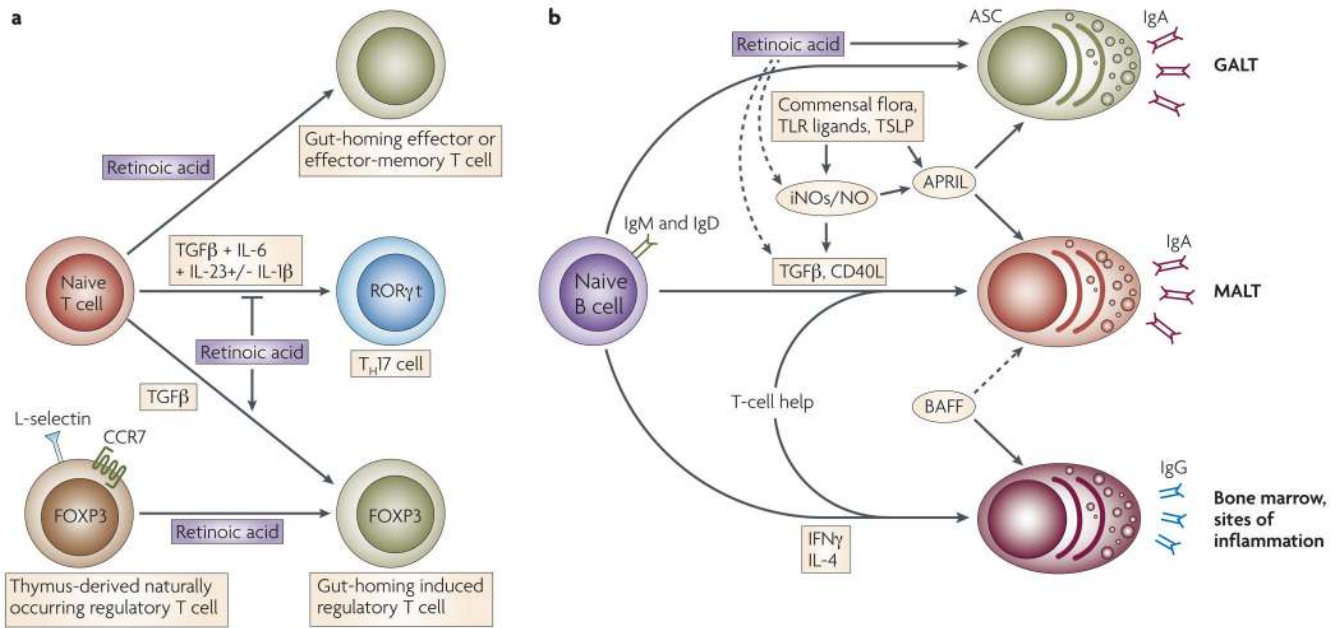 a
Gut-homing effector or
effector-memory T cell
Retinoic acid
TGFβ + IL-6
+ IL-23+/- IL-1β
Naive
T cell
RORγt
Retinoic acid
TH17 cell
TGFβ
L-selectin
CCR7
FOXP3
FOXP3
Retinoic acid
Thymus-derived naturally
occurring regulatory T cell
Gut-homing induced
regulatory T cell
b
ASC
IgA
Retinoic acid
GALT
Commensal flora,
TLR ligands, TSLP
APRIL
iNOs/NO
IgM and IgD
IgA
TGFβ, CD40L
Naive
B cell
MALT
T-cell help
BAFF
IgG
Bone marrow,
sites of
inflammation
IFNγ
IL-4